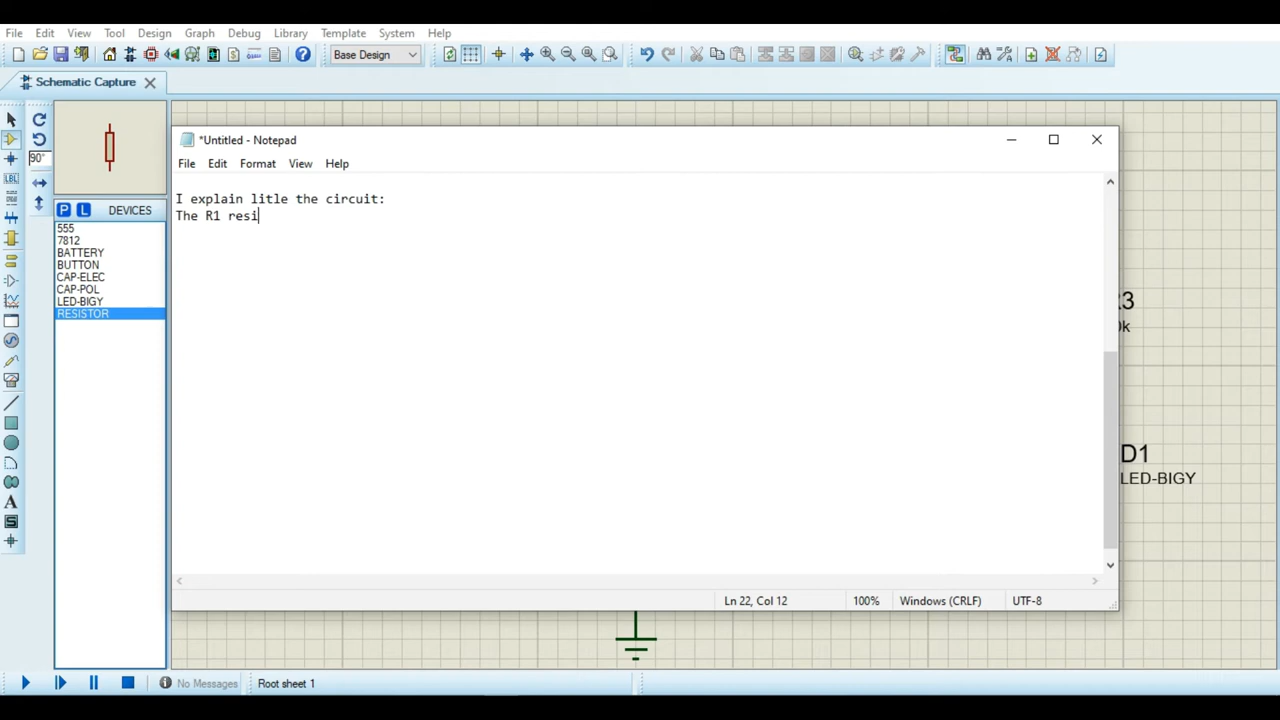 File Edit View Tool Design Graph Debug Library Template System Help
Base Design
Schematic Capture
90°
LBL
P L DEVICES
555
7812
BATTERY
BUTTON
CAP-ELEC
CAP-POL
LED-BIGY
RESISTOR
A
S
*Untitled - Notepad
File Edit Format View Help
I explain litle the circuit:
The R1 resi
Ln 22, Col 12 100% Windows (CRLF) UTF-8
D1
LED-BIGY
No Messages Root sheet 1